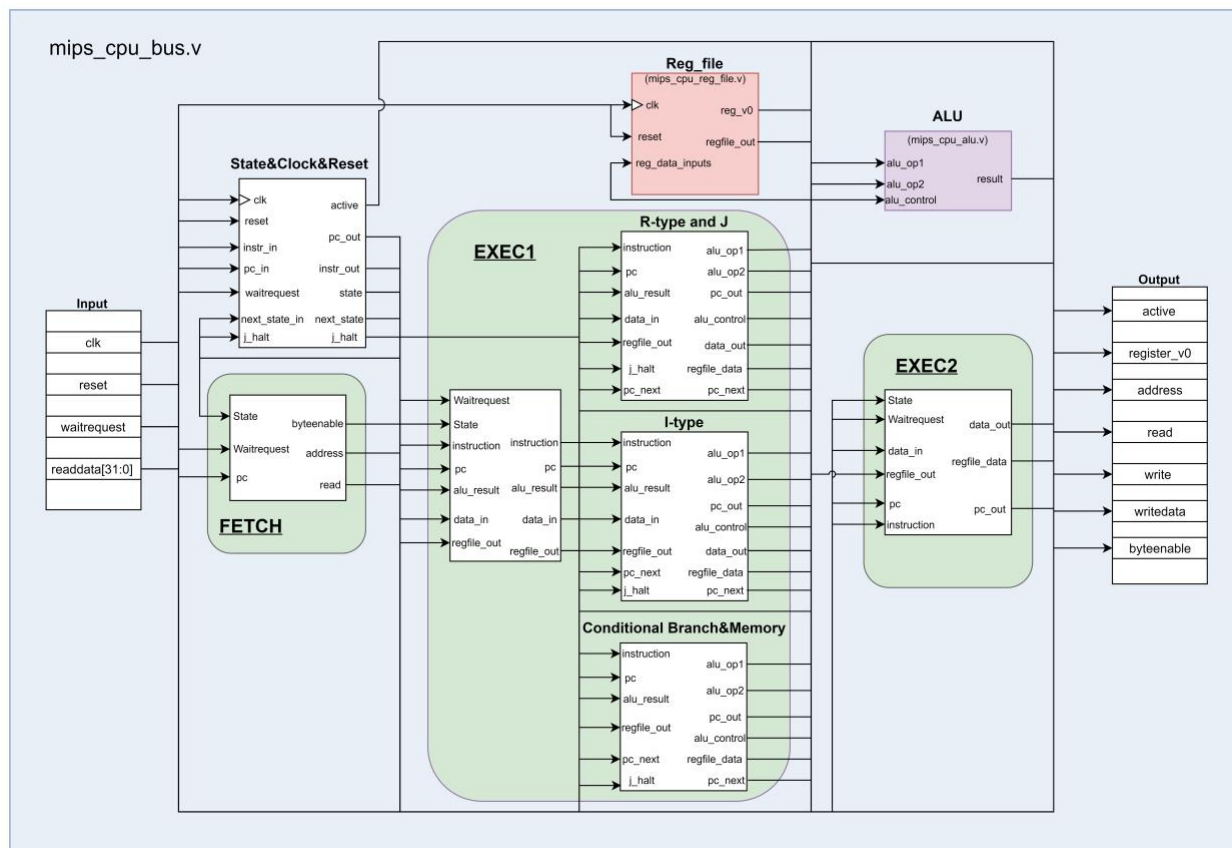 mips_cpu_bus.v
Input
clk
reset
waitrequest
readdata[31:0]
State&Clock&Reset
clk
reset
instr_in
pc_in
waitrequest
next_state_in
j_halt
active
pc_out
instr_out
state
next_state
j_halt
State
Waitrequest
pc
byteenable
address
read
FETCH
Reg_file
(mips_cpu_reg_file.v)
clk
reset
reg_data_inputs
reg_v0
regfile_out
ALU
(mips_cpu_alu.v)
alu_op1
alu_op2
alu_control
result
EXEC1
Waitrequest
State
instruction
pc
alu_result
data_in
regfile_out
instruction
pc
alu_result
data_in
regfile_out
R-type and J
instruction
pc
alu_result
data_in
regfile_out
j_halt
pc_next
alu_op1
alu_op2
pc_out
alu_control
data_out
regfile_data
pc_next
I-type
instruction
pc
alu_result
data_in
regfile_out
pc_next
j_halt
alu_op1
alu_op2
pc_out
alu_control
data_out
regfile_data
pc_next
Conditional Branch&Memory
instruction
pc
alu_result
regfile_out
pc_next
j_halt
alu_op1
alu_op2
pc_out
alu_control
regfile_data
pc_next
EXEC2
State
Waitrequest
data_in
regfile_out
pc
instruction
data_out
regfile_data
pc_out
Output
active
register_v0
address
read
write
writedata
byteenable